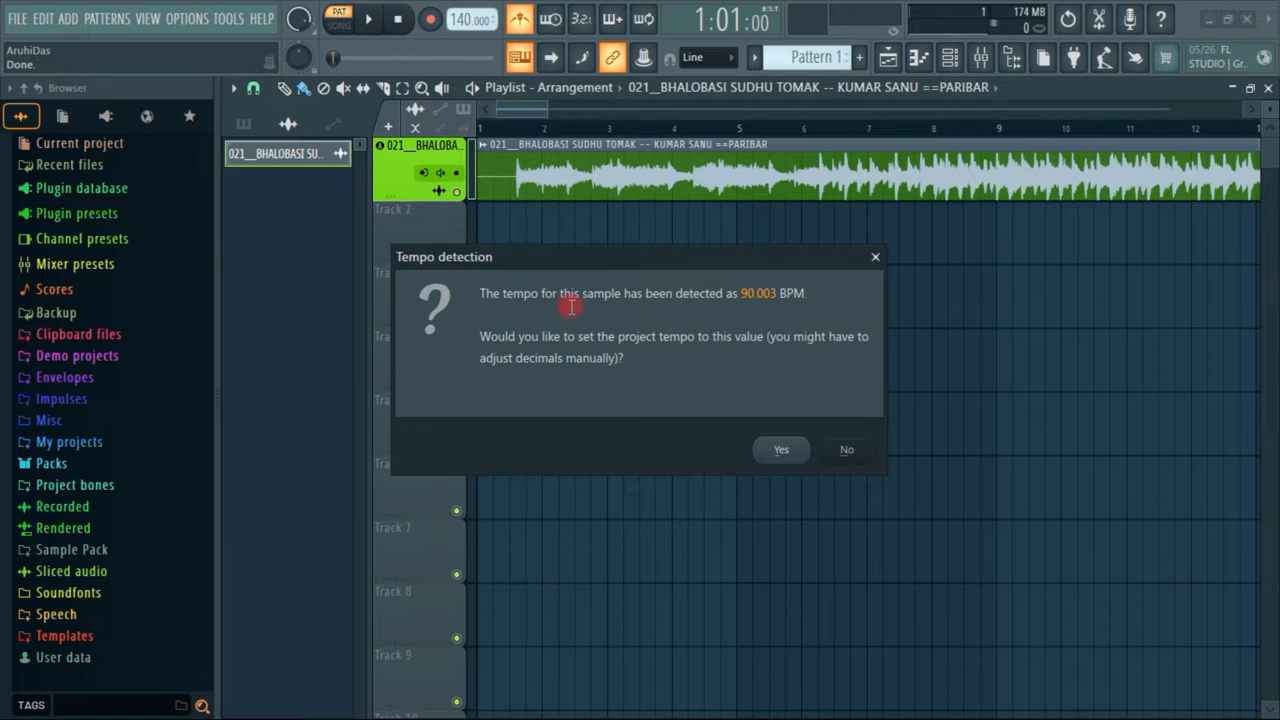 FILE EDIT ADD PATTERNS VIEW OPTIONS TOOLS HELP
AruhiDas
Done.
PAT
SONG
140.000
3.2
1:01:00
1
174 MB
0
Line
Pattern 1
05/26 FL
STUDIO | Gr..
Browser
Playlist - Arrangement
021__BHALOBASI SUDHU TOMAK -- KUMAR SANU ==PARIBAR
Current project
Recent files
Plugin database
Plugin presets
Channel presets
Mixer presets
Scores
Backup
Clipboard files
Demo projects
Envelopes
Impulses
Misc
My projects
Packs
Project bones
Recorded
Rendered
Sample Pack
Sliced audio
Soundfonts
Speech
Templates
User data
TAGS
021__BHALOBASI SU..
1 2 3 4 5 6 7 8 9 10 11 12
021__BHALOBA..
021__BHALOBASI SUDHU TOMAK -- KUMAR SANU ==PARIBAR
Track 2
Track 7
Track 8
Track 9
Tempo detection
The tempo for this sample has been detected as 90.003 BPM.
Would you like to set the project tempo to this value (you might have to
adjust decimals manually)?
Yes
No